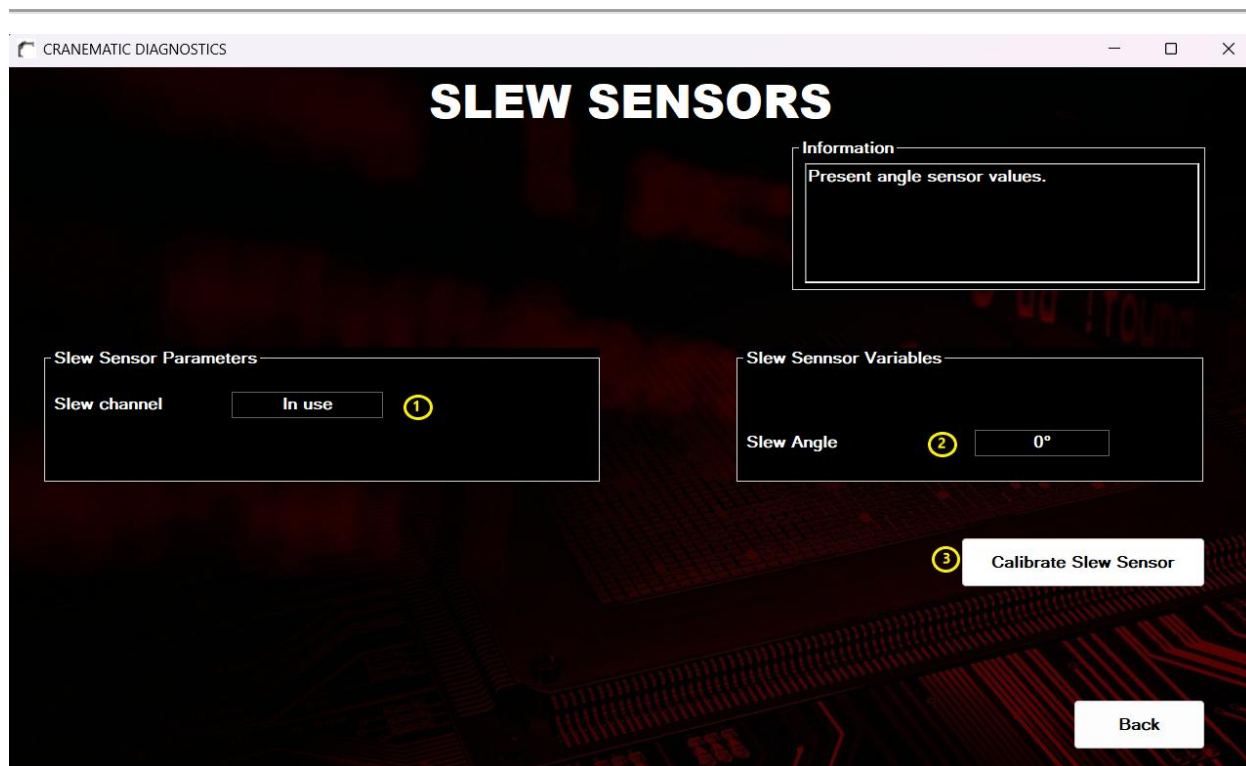 CRANEMATIC DIAGNOSTICS
SLEW SENSORS
Information
Present angle sensor values.
Slew Sensor Parameters
Slew channel In use 1
Slew Sennsor Variables
Slew Angle 2 0°
3 Calibrate Slew Sensor
Back